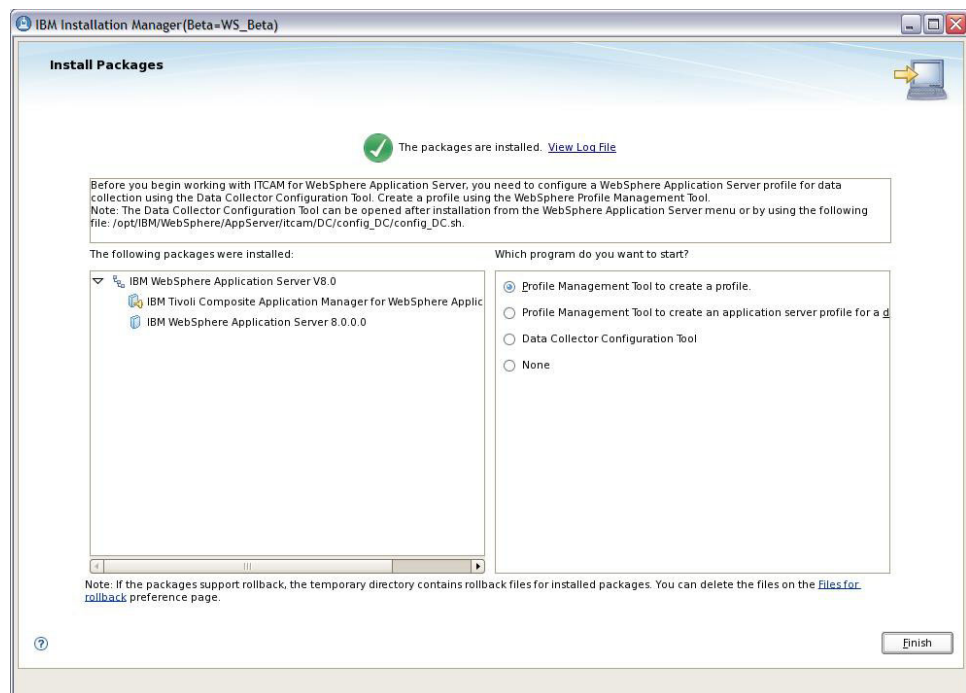 IBM Installation Manager(Beta=WS_Beta)
Install Packages
The packages are installed. View Log File
Before you begin working with ITCAM for WebSphere Application Server, you need to configure a WebSphere Application Server profile for data
collection using the Data Collector Configuration Tool. Create a profile using the WebSphere Profile Management Tool.
Note: The Data Collector Configuration Tool can be opened after installation from the WebSphere Application Server menu or by using the following
file: /opt/IBM/WebSphere/AppServer/itcam/DC/config_DC/config_DC.sh.
The following packages were installed:
IBM WebSphere Application Server V8.0
IBM Tivoli Composite Application Manager for WebSphere Applic
IBM WebSphere Application Server 8.0.0.0
Which program do you want to start?
Profile Management Tool to create a profile.
Profile Management Tool to create an application server profile for a d
Data Collector Configuration Tool
None
Note: If the packages support rollback, the temporary directory contains rollback files for installed packages. You can delete the files on the Files for
rollback preference page.
Finish